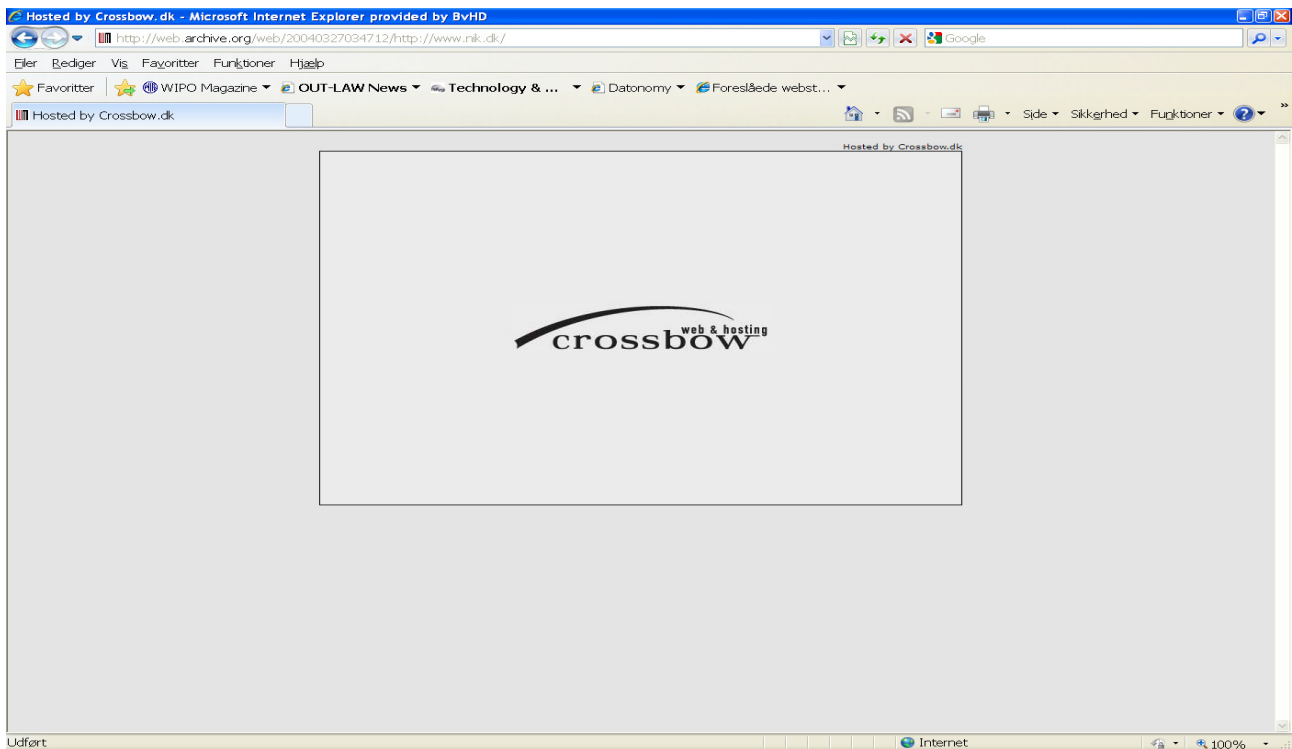 Hosted by Crossbow.dk - Microsoft Internet Explorer provided by BvHD
http://web.archive.org/web/20040327034712/http://www.nik.dk/ Google
Filer Rediger Vis Favoritter Funktioner Hjælp
Favoritter WIPO Magazine OUT-LAW News Technology & ... Datonomy Foreslåede webst...
Hosted by Crossbow.dk Side Sikkerhed Funktioner »
Hosted by Crossbow.dk
web & hosting
crossbow
Udført Internet 100%